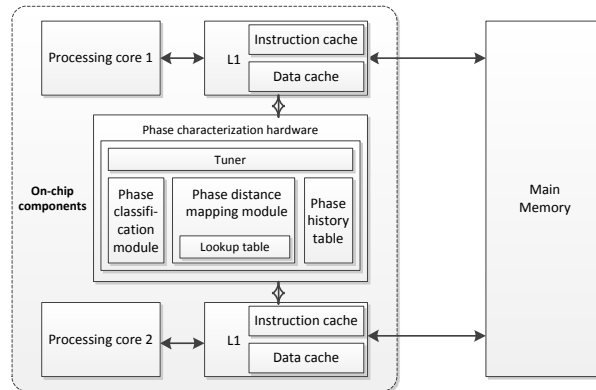 Processing core 1
L1
Instruction cache
Data cache
Phase characterization hardware
Tuner
Phase
classifi-
cation
module
Phase distance
mapping module
Lookup table
Phase
history
table
On-chip
components
Main
Memory
Processing core 2
L1
Instruction cache
Data cache